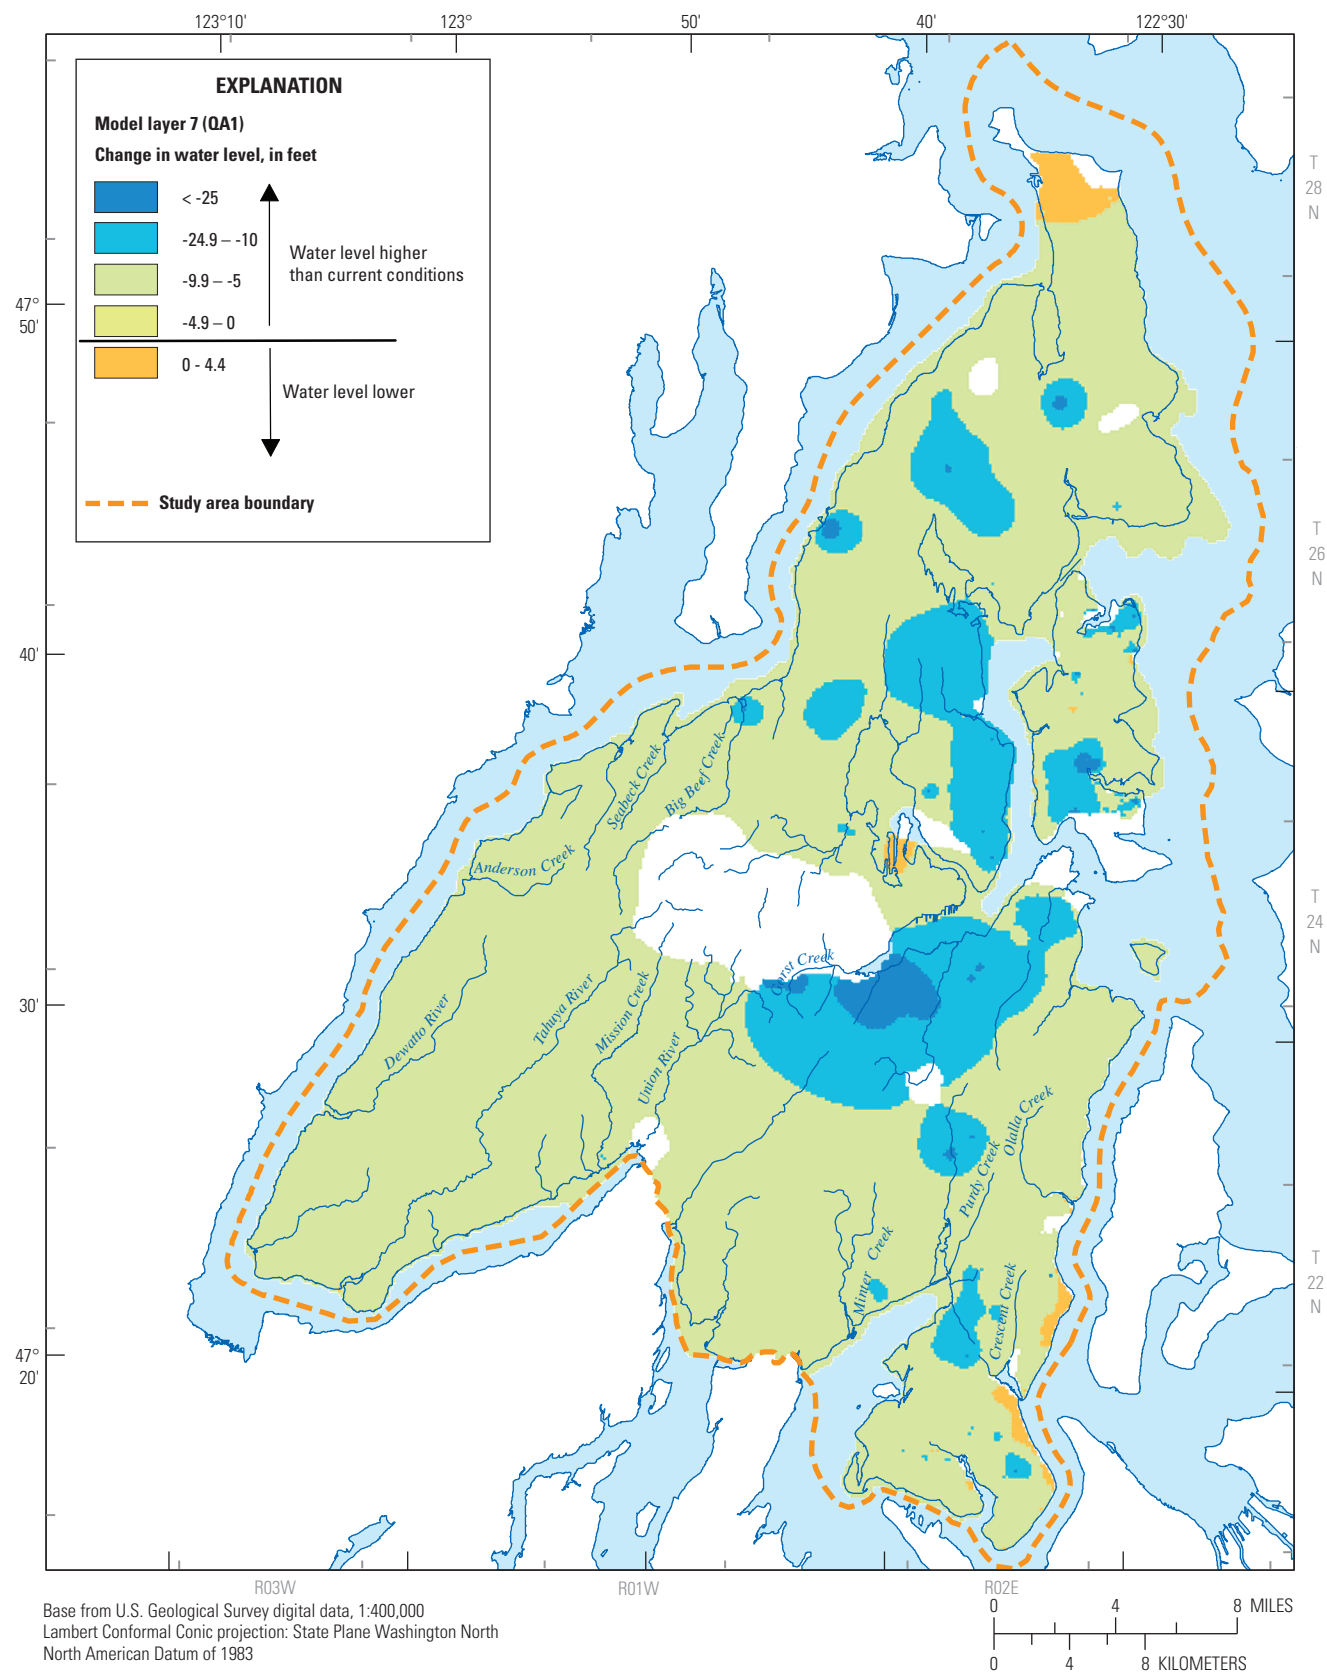 123°10'
123°
50'
40'
122°30'
EXPLANATION
Model layer 7 (QA1)
Change in water level, in feet
< -25
-24.9 – -10
-9.9 – -5
-4.9 – 0
0 - 4.4
Water level higher
than current conditions
Water level lower
Study area boundary
47°
50'
40'
30'
47°
20'
T
28
N
T
26
N
T
24
N
T
22
N
Seabeck Creek
Big Beef Creek
Anderson Creek
Gorst Creek
Dewatto River
Tahuya River
Mission Creek
Union River
Olalla Creek
Purdy Creek
Minter Creek
Crescent Creek
R03W
R01W
R02E
Base from U.S. Geological Survey digital data, 1:400,000
Lambert Conformal Conic projection: State Plane Washington North
North American Datum of 1983
0 4 8 MILES
0 4 8 KILOMETERS